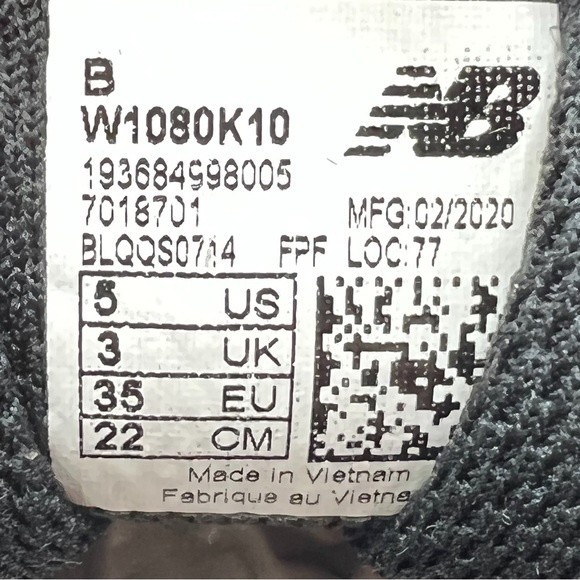 B
W1080K10
NB
193684998005
7018701 MFG:02/2020
BLQQS0714 FPF LOC:77
5 US
3 UK
35 EU
22 CM
Made in Vietnam
Fabrique au Vietna